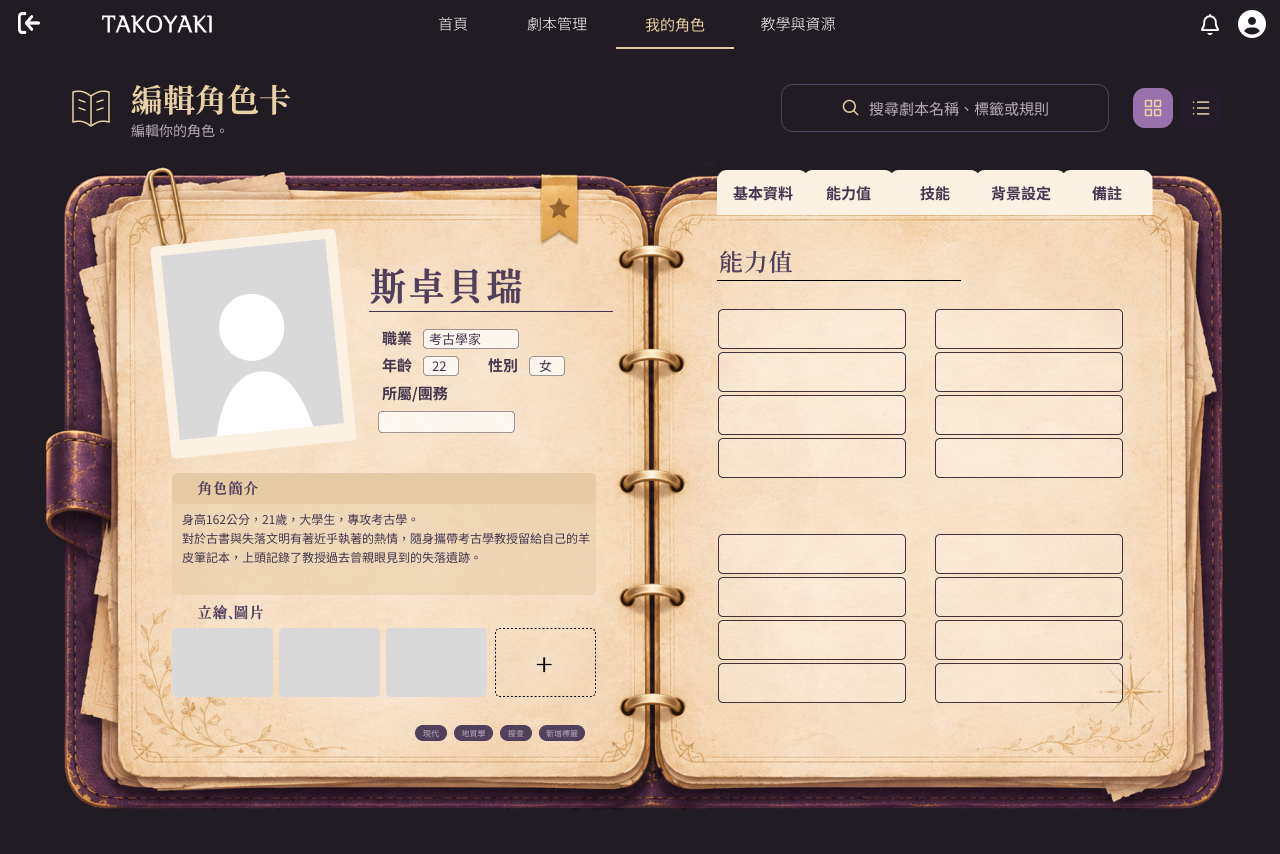 TAKOYAKI
首頁
劇本管理
我的角色
教學與資源
編輯角色卡
編輯你的角色。
搜尋劇本名稱、標籤或規則
基本資料
能力值
技能
背景設定
備註
斯卓貝瑞
職業 考古學家
年齡 22 性別 女
所屬/團務
角色簡介
身高162公分，21歲，大學生，專攻考古學。
對於古書與失落文明有著近乎執著的熱情，隨身攜帶考古學教授留給自己的羊
皮筆記本，上頭記錄了教授過去曾親眼見到的失落遺跡。
立繪、圖片
+
現代 地質學 搜查 新增標籤
能力值